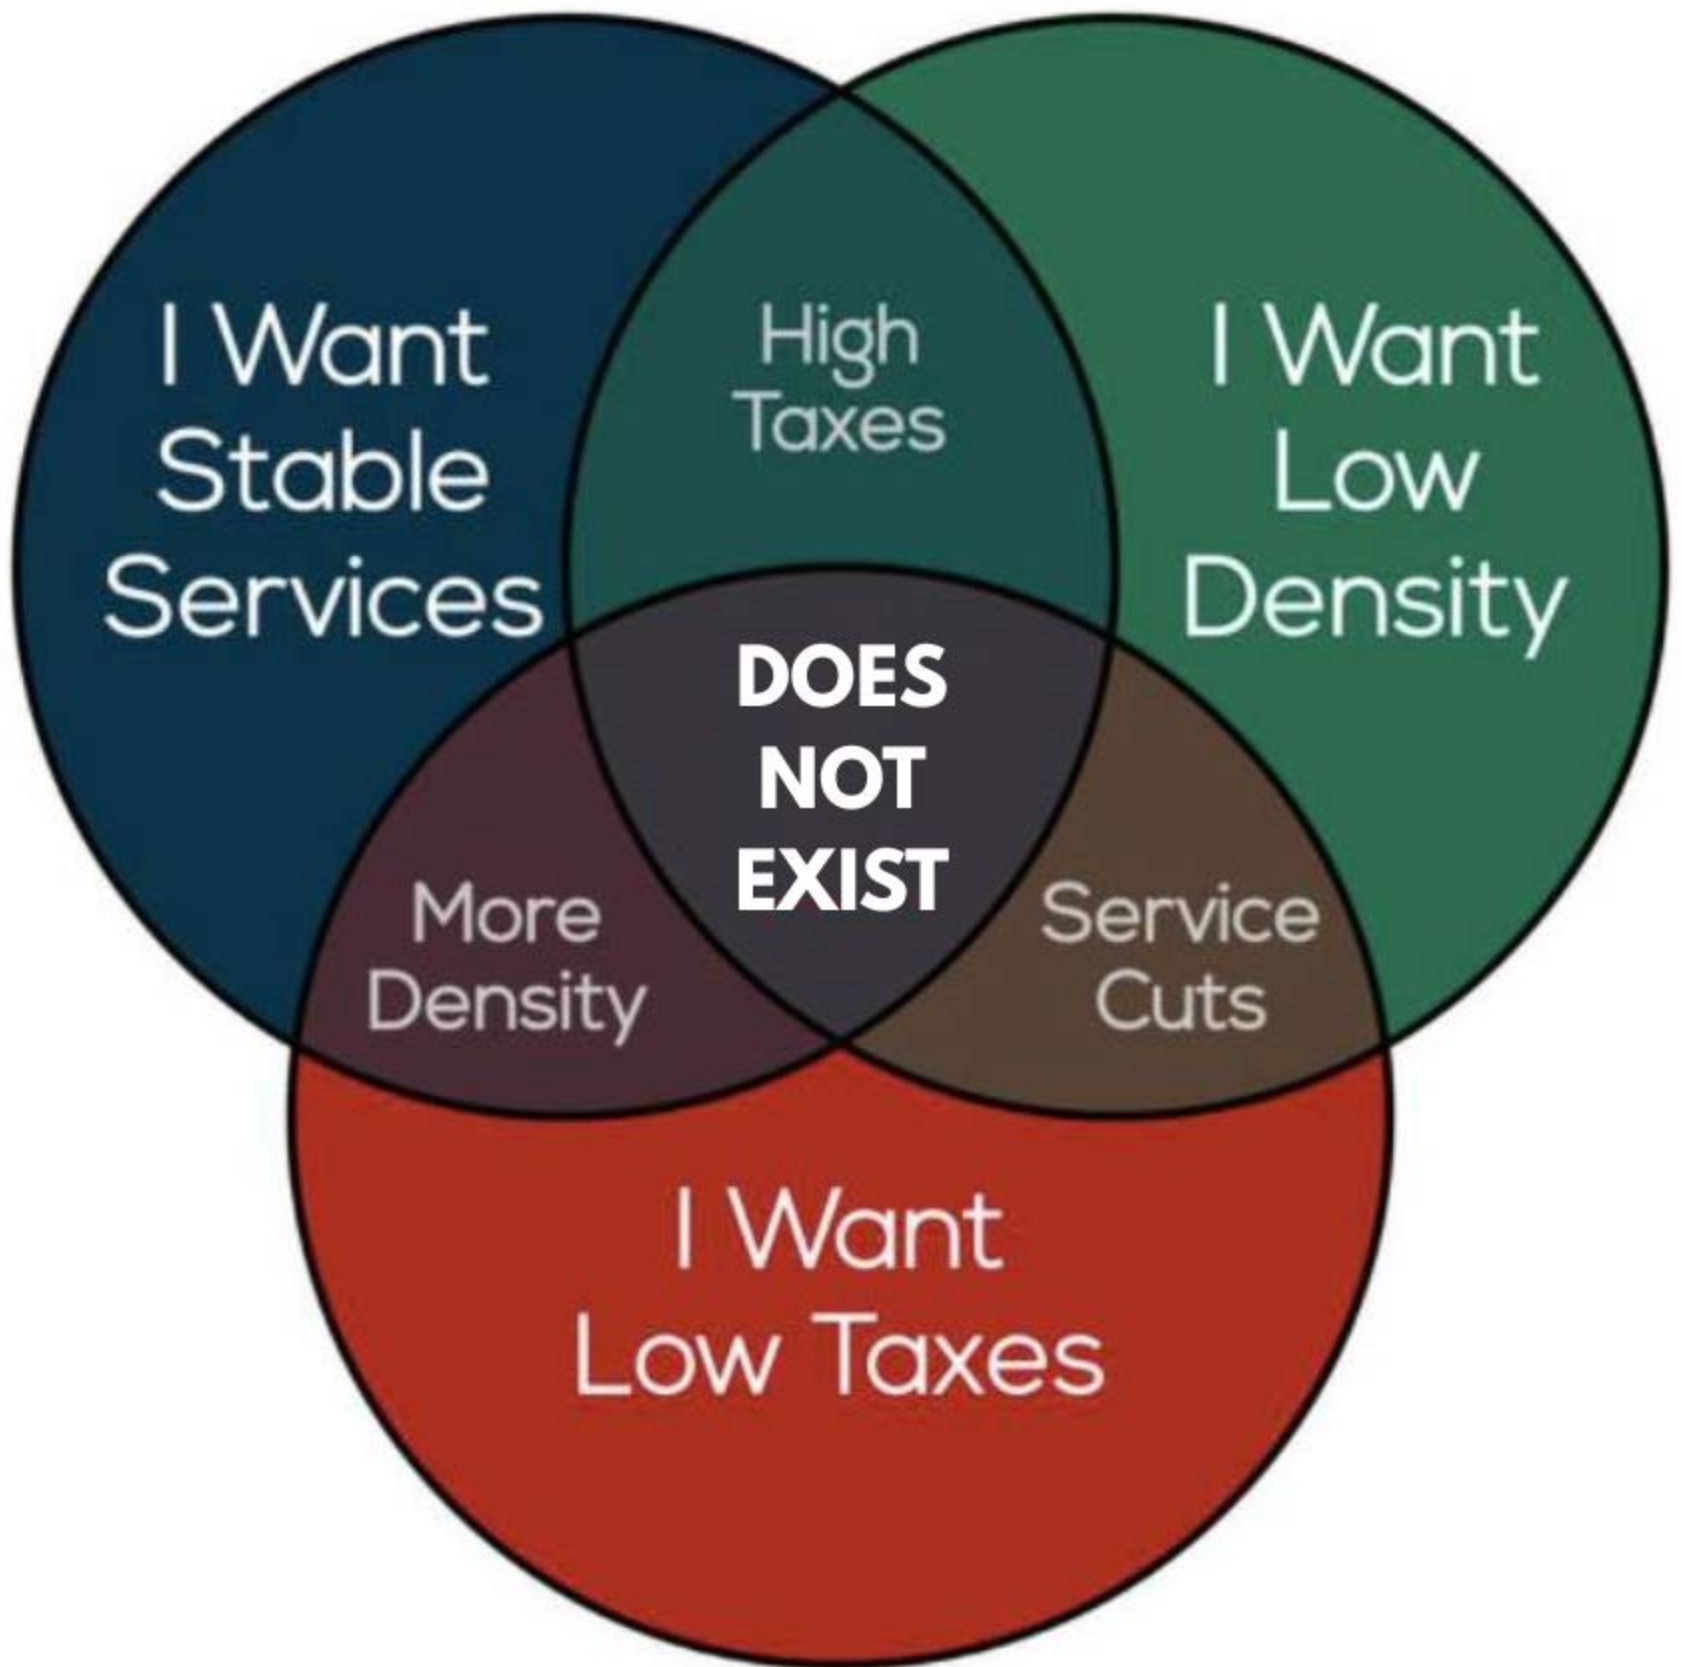 I Want
Stable
Services
High
Taxes
I Want
Low
Density
DOES
NOT
EXIST
More
Density
Service
Cuts
I Want
Low Taxes